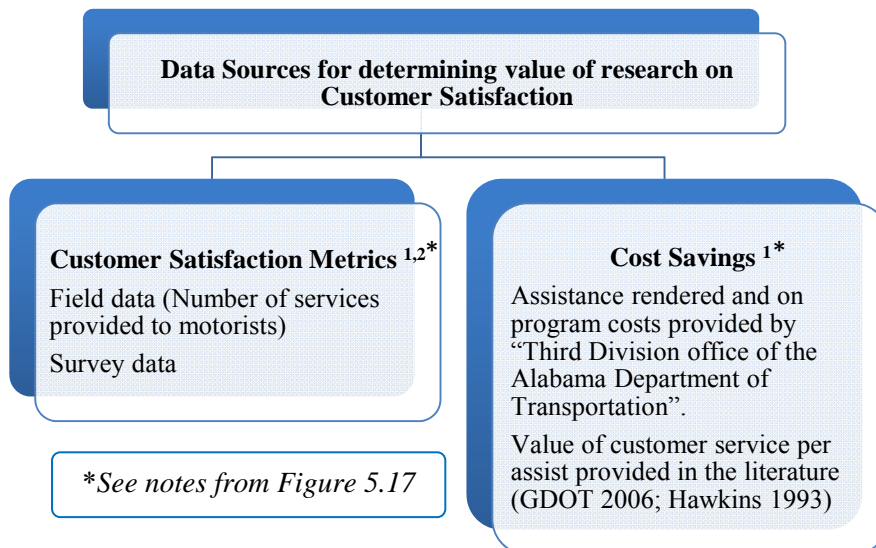 Data Sources for determining value of research on
Customer Satisfaction
Customer Satisfaction Metrics 1,2*
Field data (Number of services
provided to motorists)
Survey data
*See notes from Figure 5.17
Cost Savings 1*
Assistance rendered and on
program costs provided by
“Third Division office of the
Alabama Department of
Transportation”.
Value of customer service per
assist provided in the literature
(GDOT 2006; Hawkins 1993)